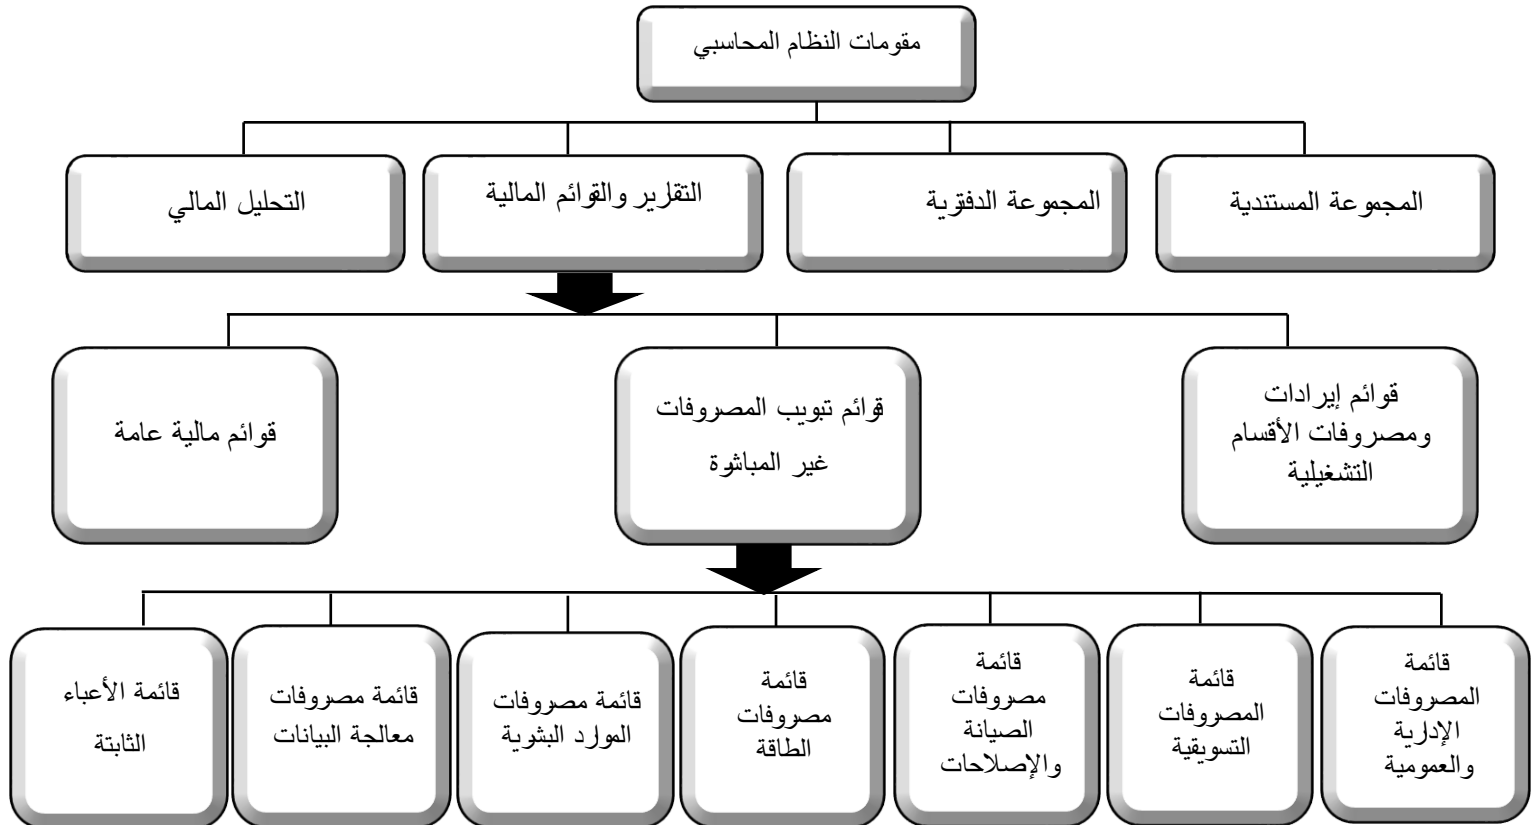 مقومات النظام المحاسبي
المجموعة المستندية
المجموعة الدفترية
التقارير والقوائم المالية
التحليل المالي
قوائم إيرادات
ومصروفات الأقسام
التشغيلية
قوائم تبويب المصروفات
غير المباشرة
قوائم مالية عامة
قائمة
المصروفات
الإدارية
والعمومية
قائمة
المصروفات
التسويقية
قائمة
مصروفات
الصيانة
والإصلاحات
قائمة
مصروفات
الطاقة
قائمة مصروفات
الموارد البشرية
قائمة مصروفات
معالجة البيانات
قائمة الأعباء
الثابتة